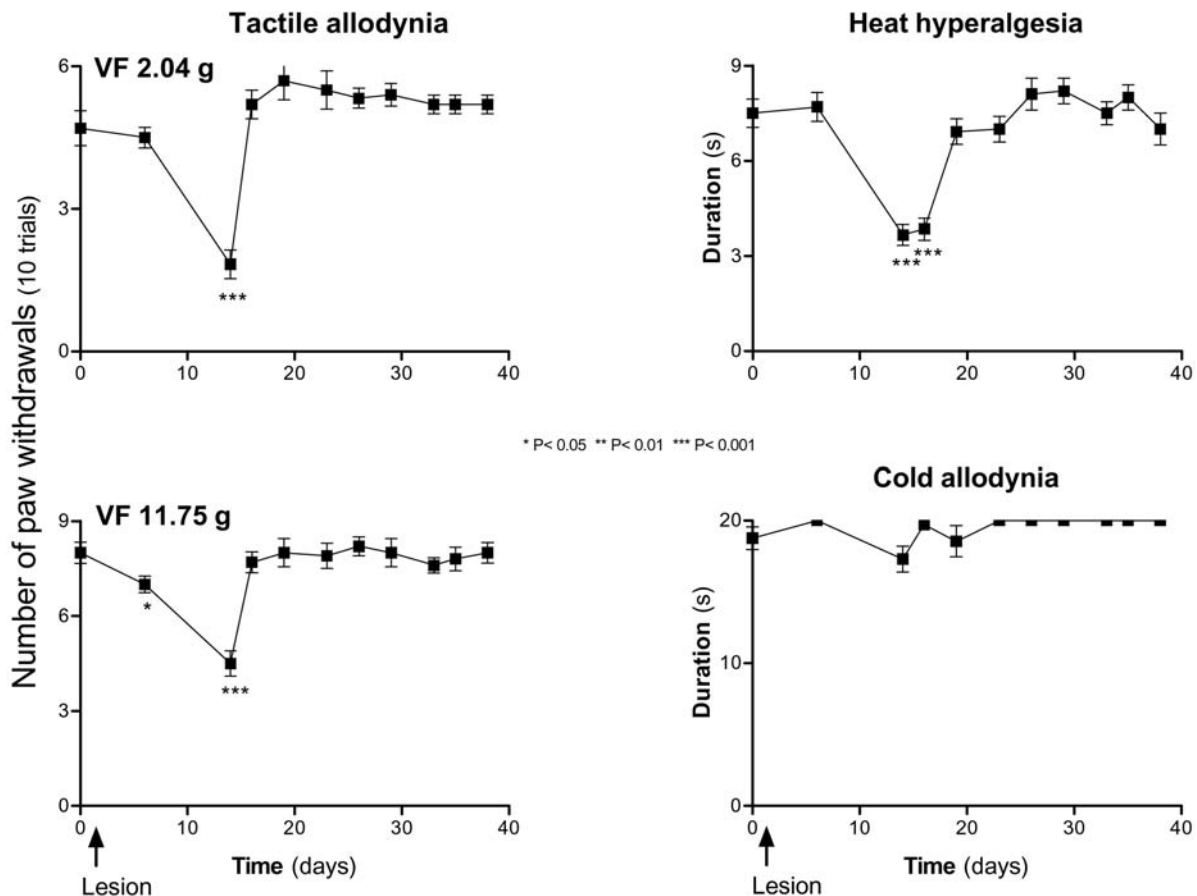 Tactile allodynia
Heat hyperalgesia
VF 2.04 g
6
3
0
0 10 20 30 40
***
9
6
3
0
0 10 20 30 40
Duration (s)
*** ***
Number of paw withdrawals (10 trials)
* P< 0.05 ** P< 0.01 *** P< 0.001
VF 11.75 g
9
6
3
0
0 10 20 30 40
*
***
Time (days)
Lesion
Cold allodynia
20
10
0
0 10 20 30 40
Duration (s)
Time (days)
Lesion